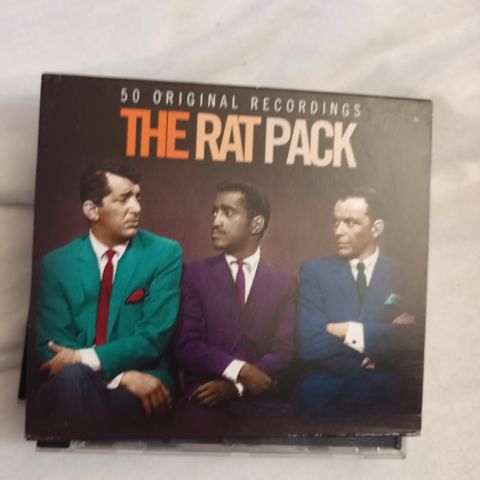 50 ORIGINAL RECORDINGS
THE RAT PACK